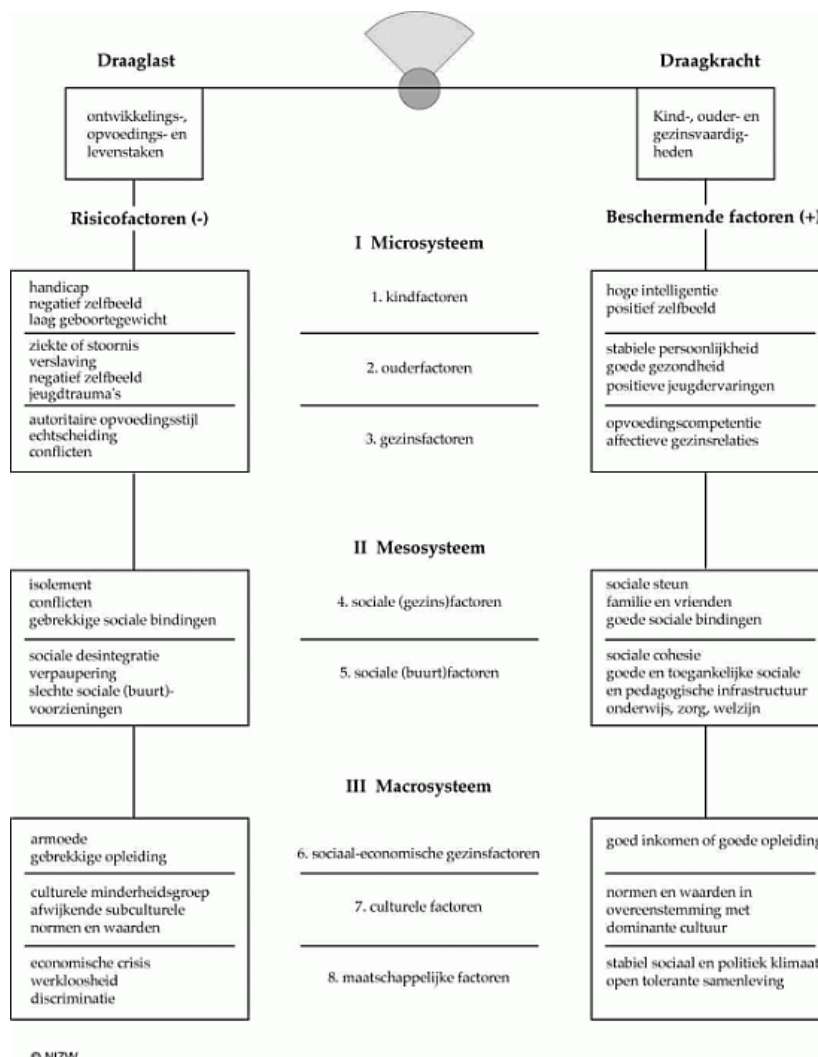 Draaglast
Draagkracht
ontwikkelings-,
opvoedings- en
levenstaken
Kind-, ouder- en
gezinsvaardig-
heden
Risicofactoren (-)
Beschermende factoren (+)
I Microsysteem
handicap
negatief zelfbeeld
laag geboortegewicht
1. kindfactoren
hoge intelligentie
positief zelfbeeld
ziekte of stoornis
verslaving
negatief zelfbeeld
jeugdtrauma's
2. ouderfactoren
stabiele persoonlijkheid
goede gezondheid
positieve jeugdervaringen
autoritaire opvoedingsstijl
echtscheiding
conflicten
3. gezinsfactoren
opvoedingscompetentie
affectieve gezinsrelaties
II Mesosysteem
isolement
conflicten
gebrekkige sociale bindingen
4. sociale (gezins)factoren
sociale steun
familie en vrienden
goede sociale bindingen
sociale desintegratie
verpaupering
slechte sociale (buurt)-
voorzieningen
5. sociale (buurt)factoren
sociale cohesie
goede en toegankelijke sociale
en pedagogische infrastructuur
onderwijs, zorg, welzijn
III Macrosysteem
armoede
gebrekkige opleiding
6. sociaal-economische gezinsfactoren
goed inkomen of goede opleiding
culturele minderheidsgroep
afwijkende subculturele
normen en waarden
7. culturele factoren
normen en waarden in
overeenstemming met
dominante cultuur
economische crisis
werkloosheid
discriminatie
8. maatschappelijke factoren
stabiel sociaal en politiek klimaat
open tolerante samenleving
© NIZW